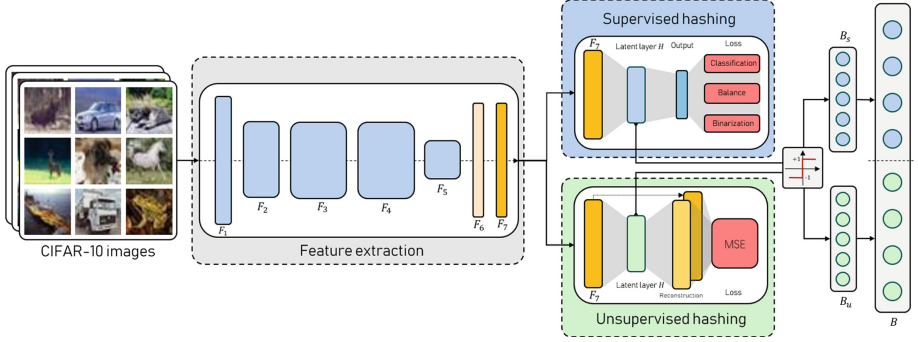 CIFAR-10 images
F₁
F₂
F₃
F₄
F₅
F₆
F₇
Feature extraction
Supervised hashing
F₇
Latent layer H
Output
Loss
Classification
Balance
Binarization
F₇
Latent layer H
Reconstruction
MSE
Loss
Unsupervised hashing
+1
-1
Bₛ
Bᵤ
B